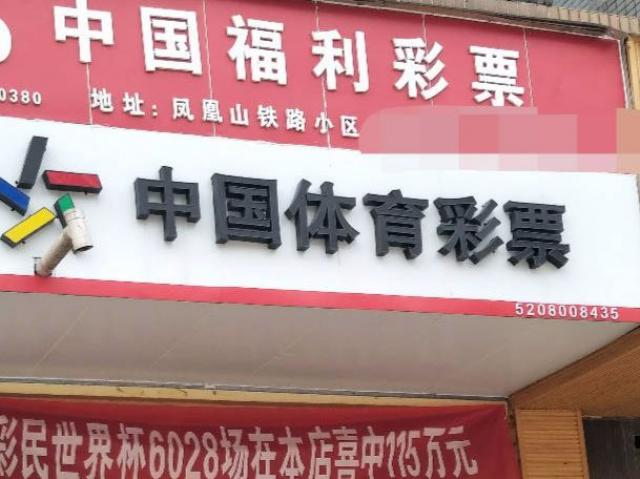 中国福利彩票
0380 地址：凤凰山铁路小区
中国体育彩票
5208008435
彩民世界杯6028场在本店喜中115万元